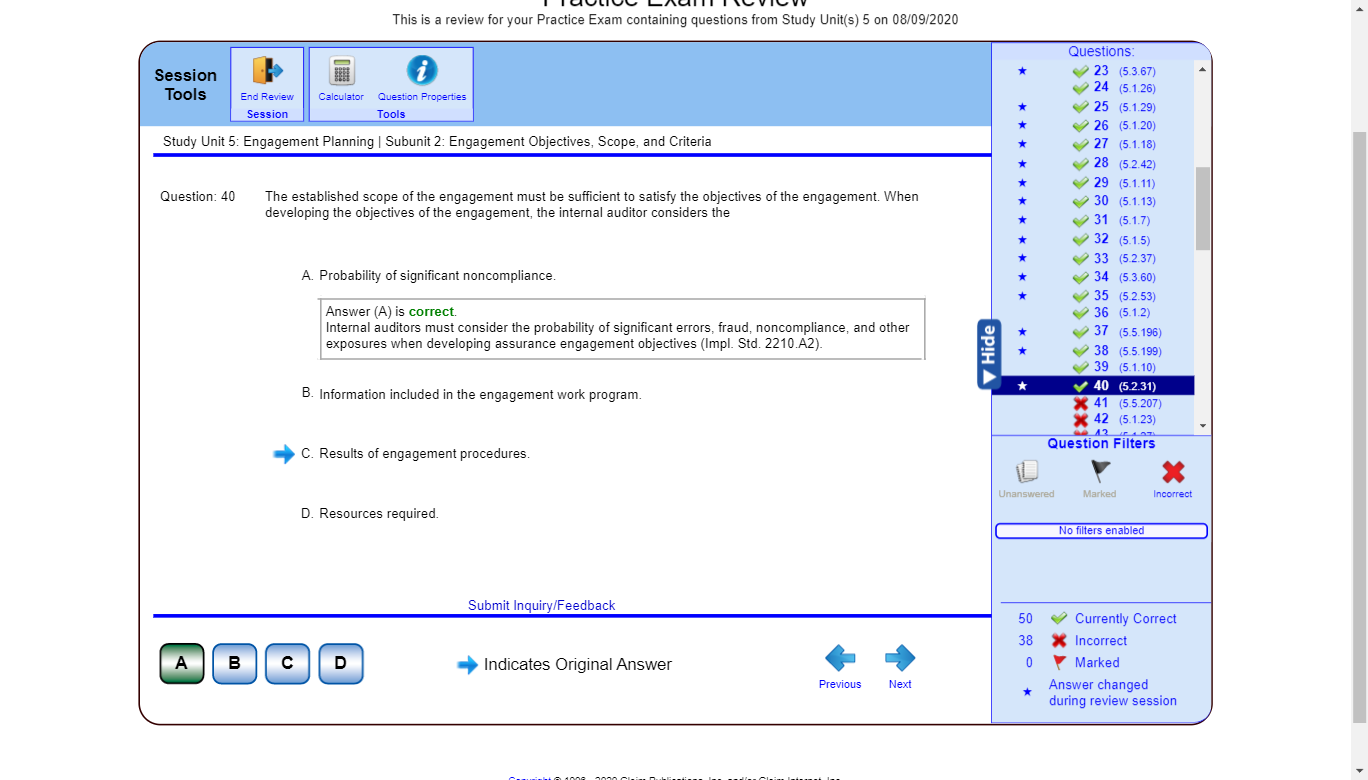 Practice Exam Review
This is a review for your Practice Exam containing questions from Study Unit(s) 5 on 08/09/2020
Session
Tools
End Review
Session
Calculator
Question Properties
Tools
Study Unit 5: Engagement Planning | Subunit 2: Engagement Objectives, Scope, and Criteria
Question: 40
The established scope of the engagement must be sufficient to satisfy the objectives of the engagement. When
developing the objectives of the engagement, the internal auditor considers the
A. Probability of significant noncompliance.
Answer (A) is correct.
Internal auditors must consider the probability of significant errors, fraud, noncompliance, and other
exposures when developing assurance engagement objectives (Impl. Std. 2210.A2).
B. Information included in the engagement work program.
C. Results of engagement procedures.
D. Resources required.
Submit Inquiry/Feedback
A B C D
Indicates Original Answer
Previous
Next
Hide
Questions:
23 (5.3.67)
24 (5.1.26)
25 (5.1.29)
26 (5.1.20)
27 (5.1.18)
28 (5.2.42)
29 (5.1.11)
30 (5.1.13)
31 (5.1.7)
32 (5.1.5)
33 (5.2.37)
34 (5.3.60)
35 (5.2.53)
36 (5.1.2)
37 (5.5.196)
38 (5.5.199)
39 (5.1.10)
40 (5.2.31)
41 (5.5.207)
42 (5.1.23)
43
Question Filters
Unanswered
Marked
Incorrect
No filters enabled
50 Currently Correct
38 Incorrect
0 Marked
Answer changed
during review session